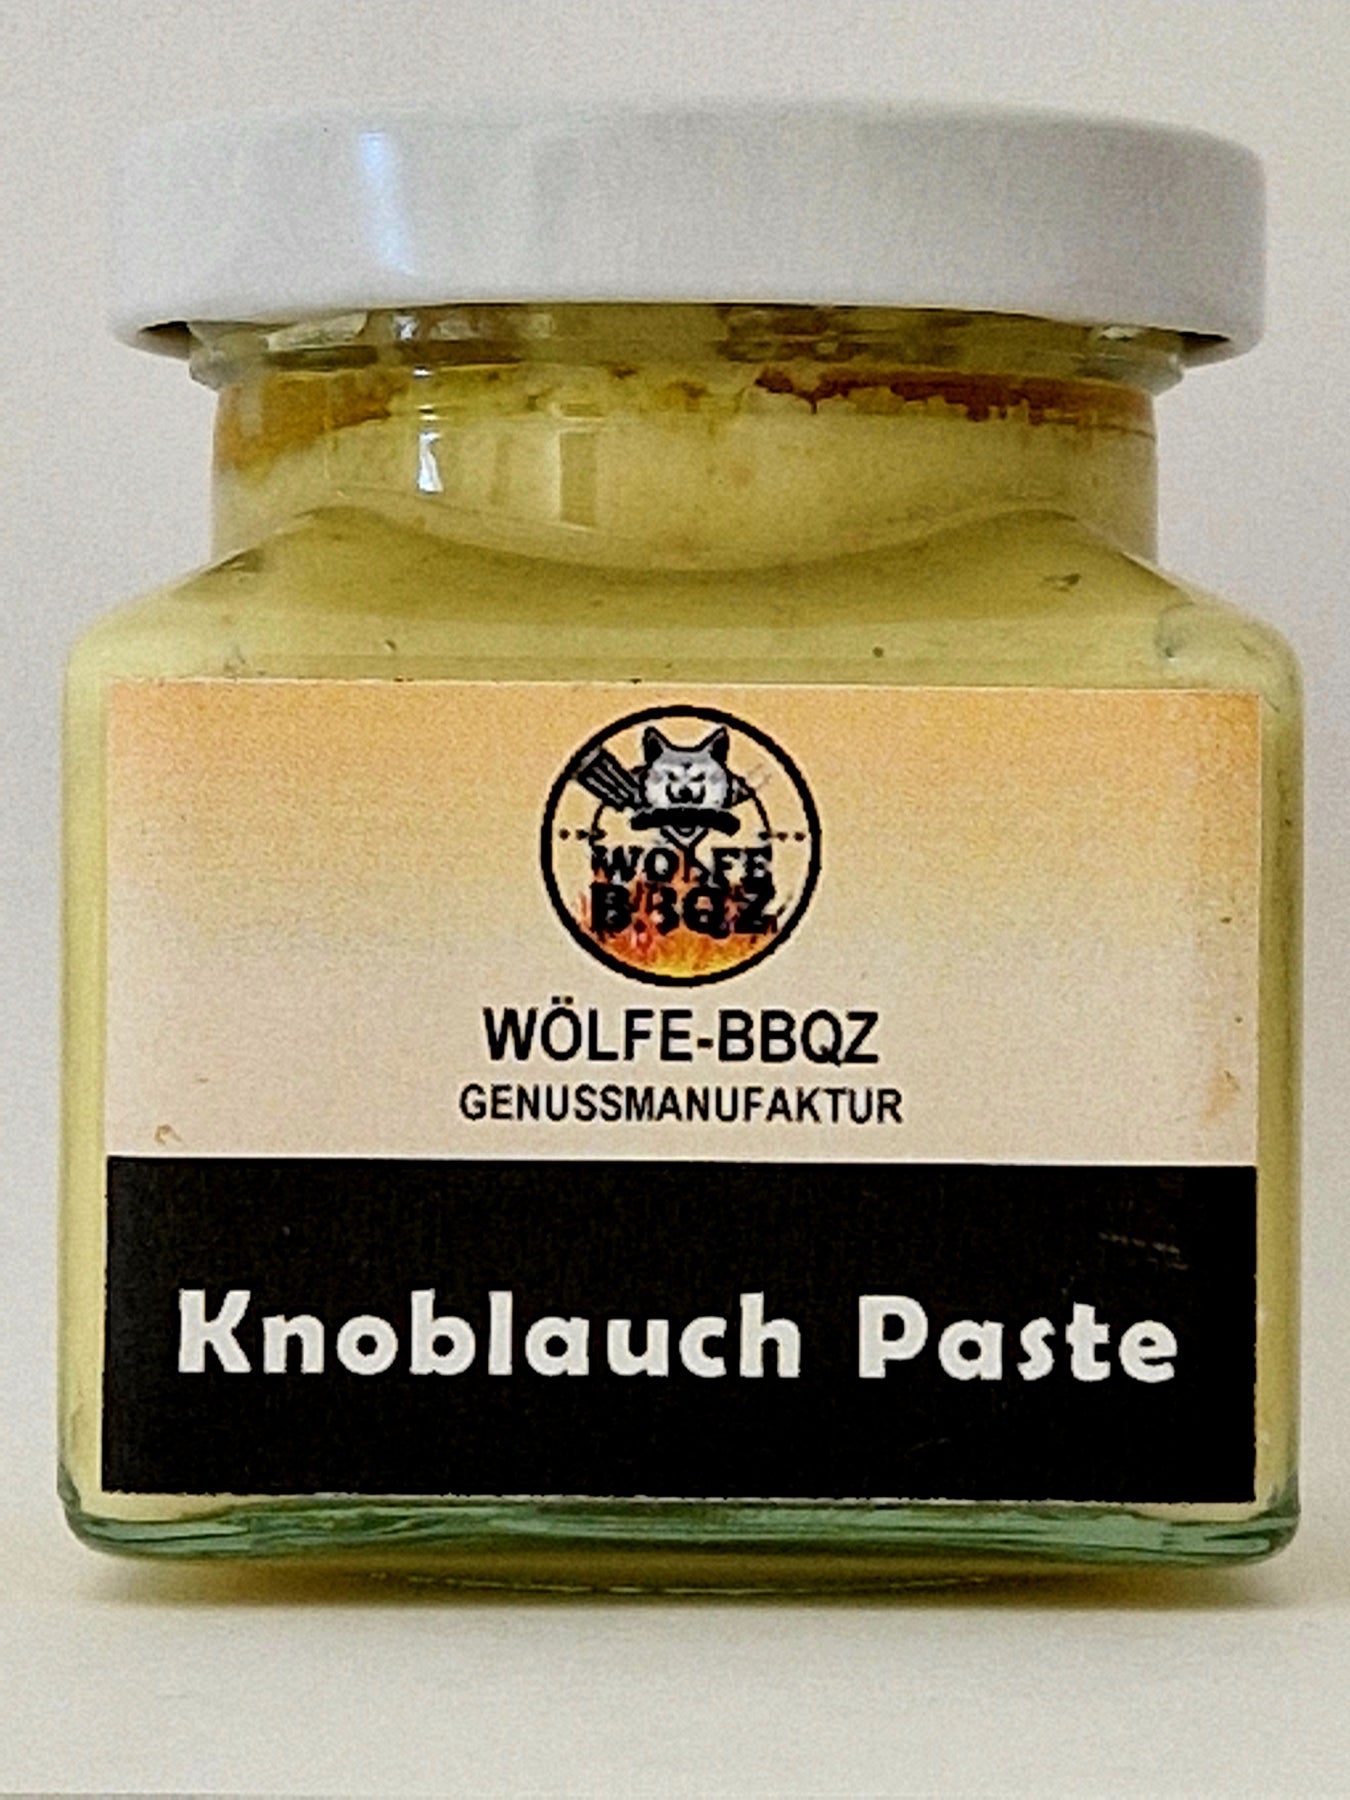 WÖLFE
BBQZ
WÖLFE-BBQZ
GENUSSMANUFAKTUR
Knoblauch Paste